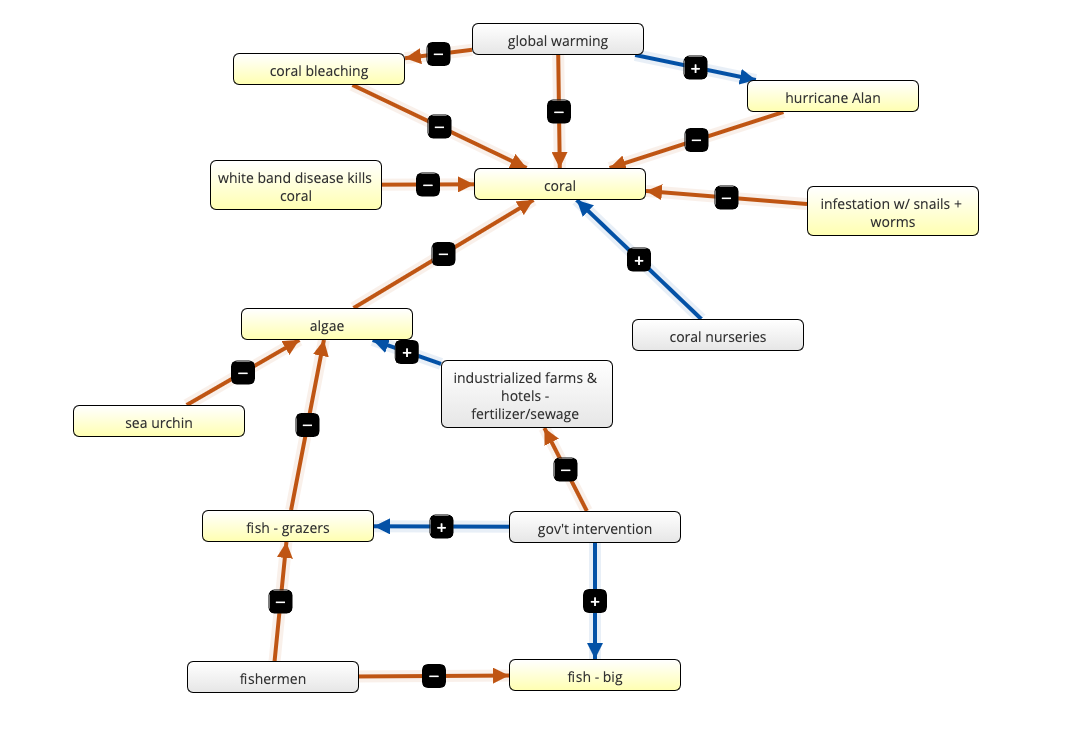 global warming
−
coral bleaching
+
hurricane Alan
−
−
−
white band disease kills
coral
−
coral
−
infestation w/ snails +
worms
−
+
algae
coral nurseries
+
−
industrialized farms &
hotels -
fertilizer/sewage
sea urchin
−
−
fish - grazers
+
gov't intervention
−
+
fishermen
−
fish - big